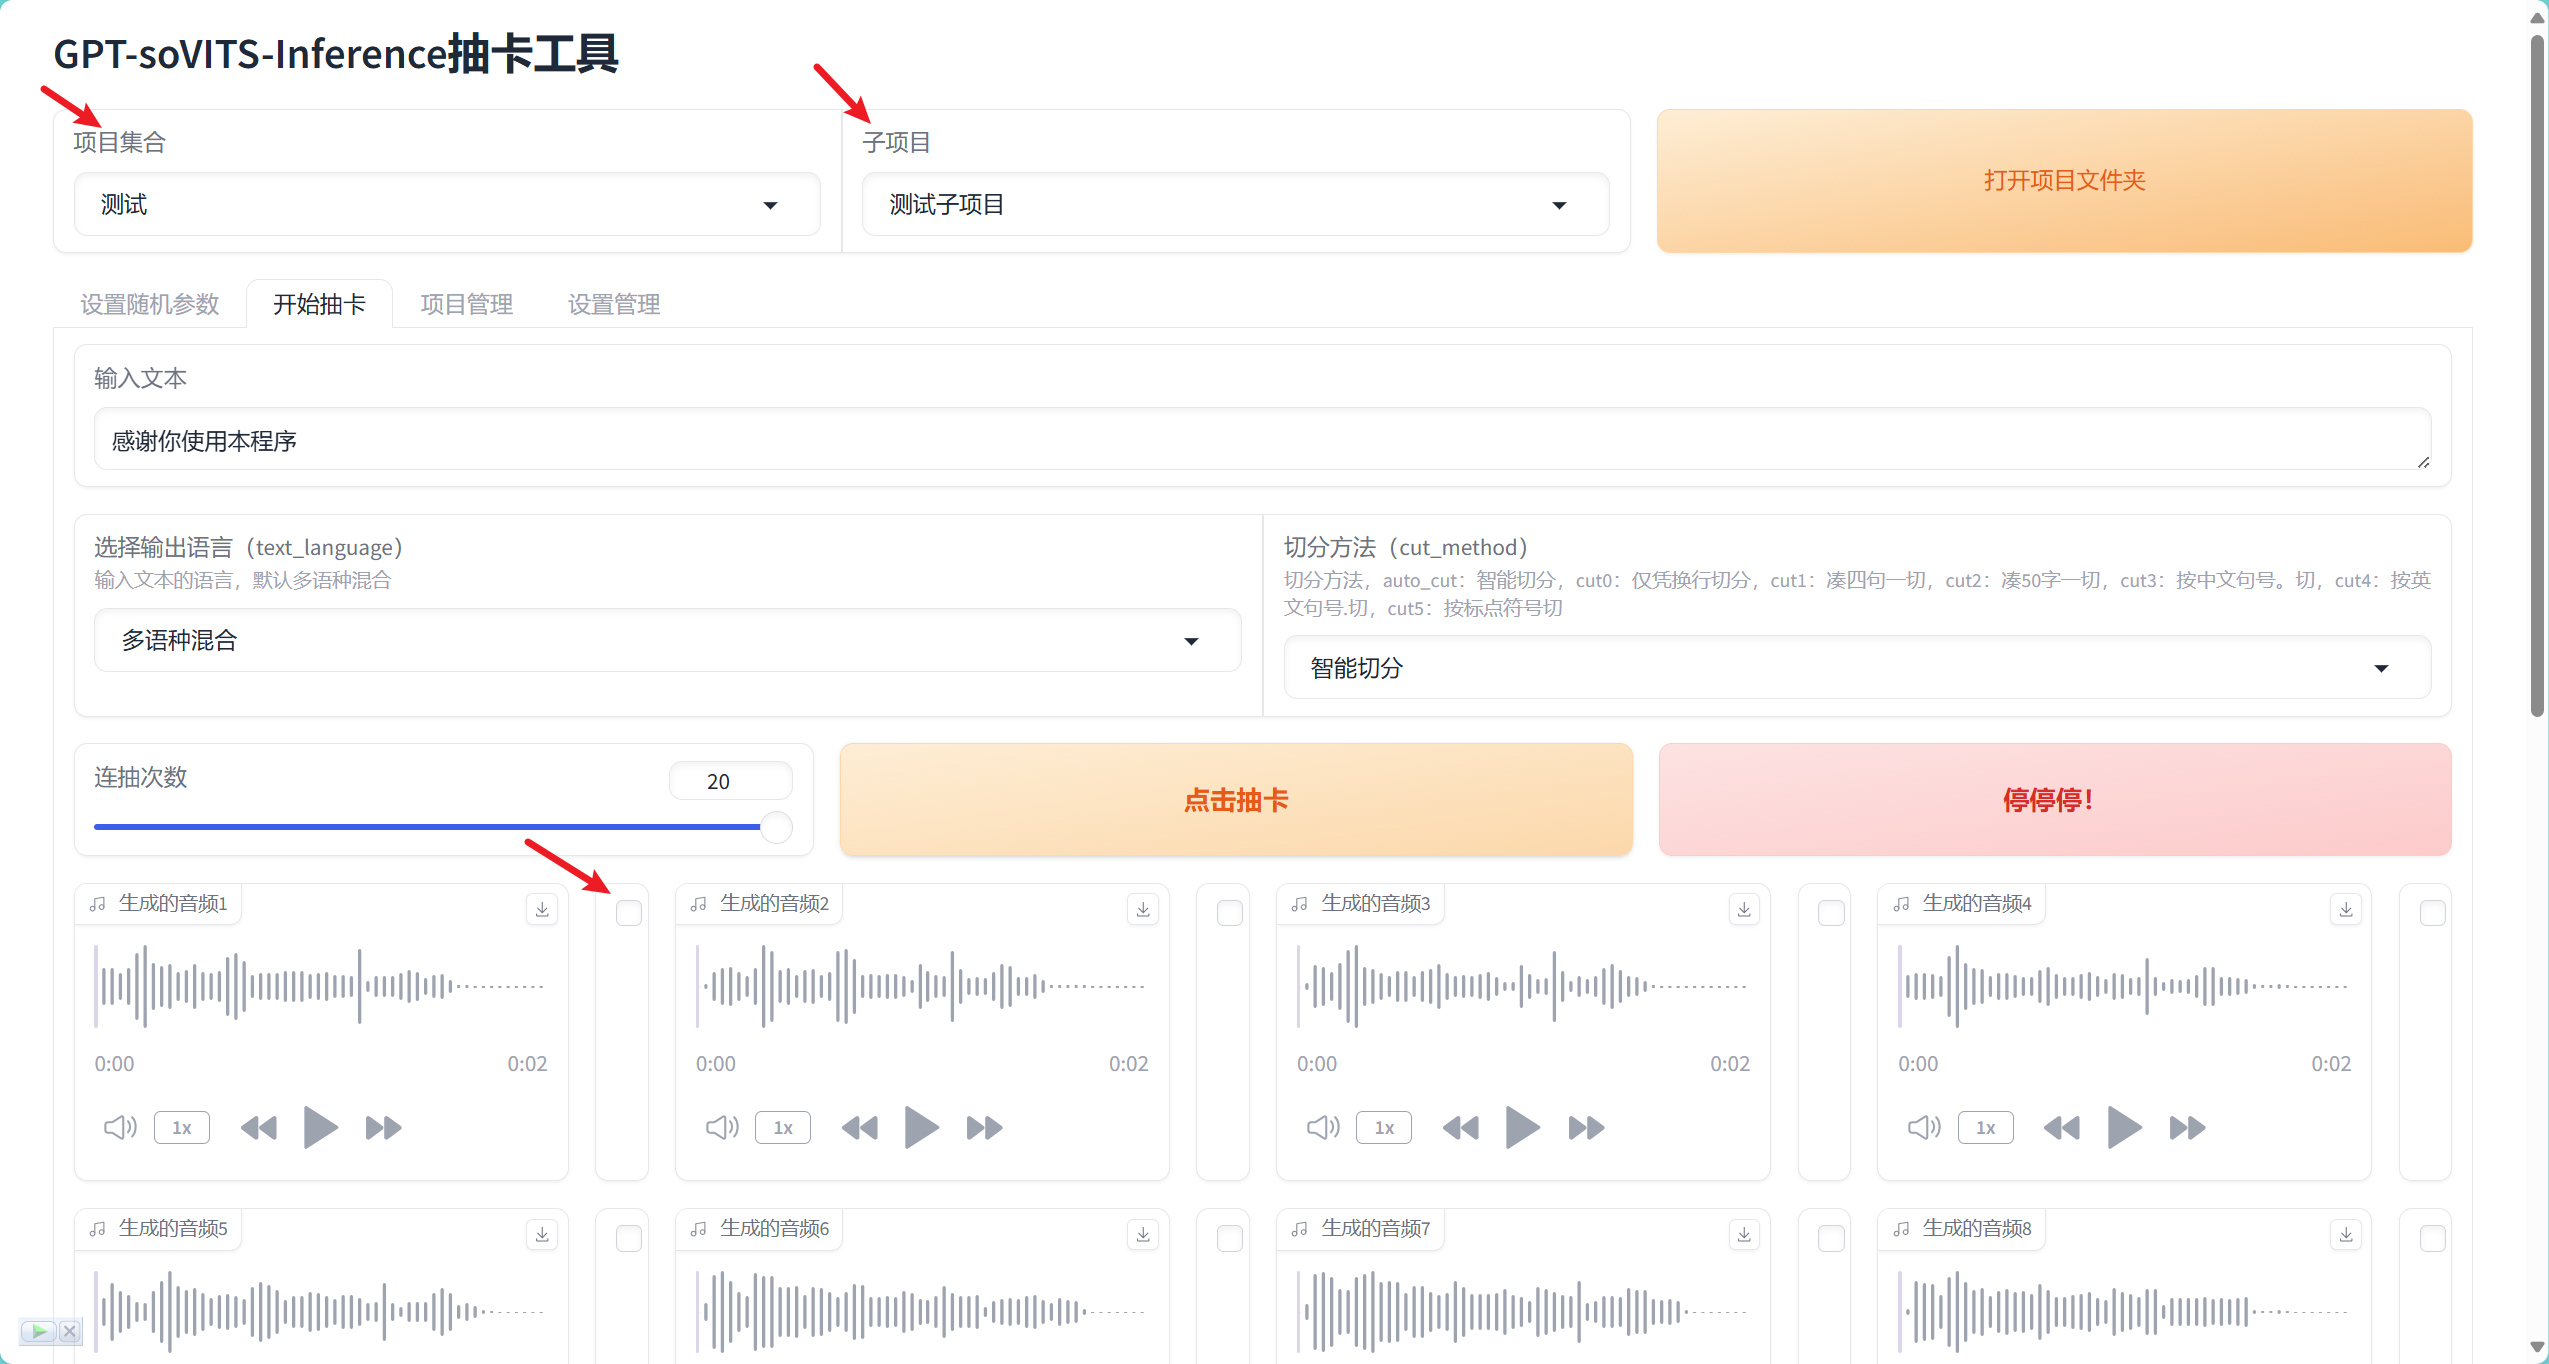 GPT-soVITS-Inference抽卡工具
项目集合
子项目
测试
测试子项目
打开项目文件夹
设置随机参数
开始抽卡
项目管理
设置管理
输入文本
感谢你使用本程序
选择输出语言（text_language）
输入文本的语言，默认多语种混合
多语种混合
切分方法（cut_method）
切分方法，auto_cut：智能切分，cut0：仅凭换行切分，cut1：凑四句一切，cut2：凑50字一切，cut3：按中文句号。切，cut4：按英
文句号.切，cut5：按标点符号切
智能切分
连抽次数
20
点击抽卡
停停停！
生成的音频1
生成的音频2
生成的音频3
生成的音频4
0:00
0:02
0:00
0:02
0:00
0:02
0:00
0:02
1x
1x
1x
1x
生成的音频5
生成的音频6
生成的音频7
生成的音频8